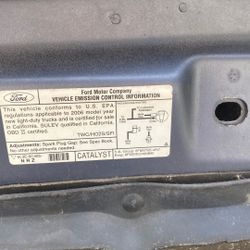 Ford
Ford Motor Company
VEHICLE EMISSION CONTROL INFORMATION
This vehicle conforms to U.S. EPA
regulations applicable to 2006 model year
new light-duty trucks and is certified for sale
in California. SULEV qualified in California.
OBD II certified.
TWC/HO2S/SFI
Adjustments: Spark Plug Gap: See Spec Book.
No other adjustments needed.
NRZ
CATALYST